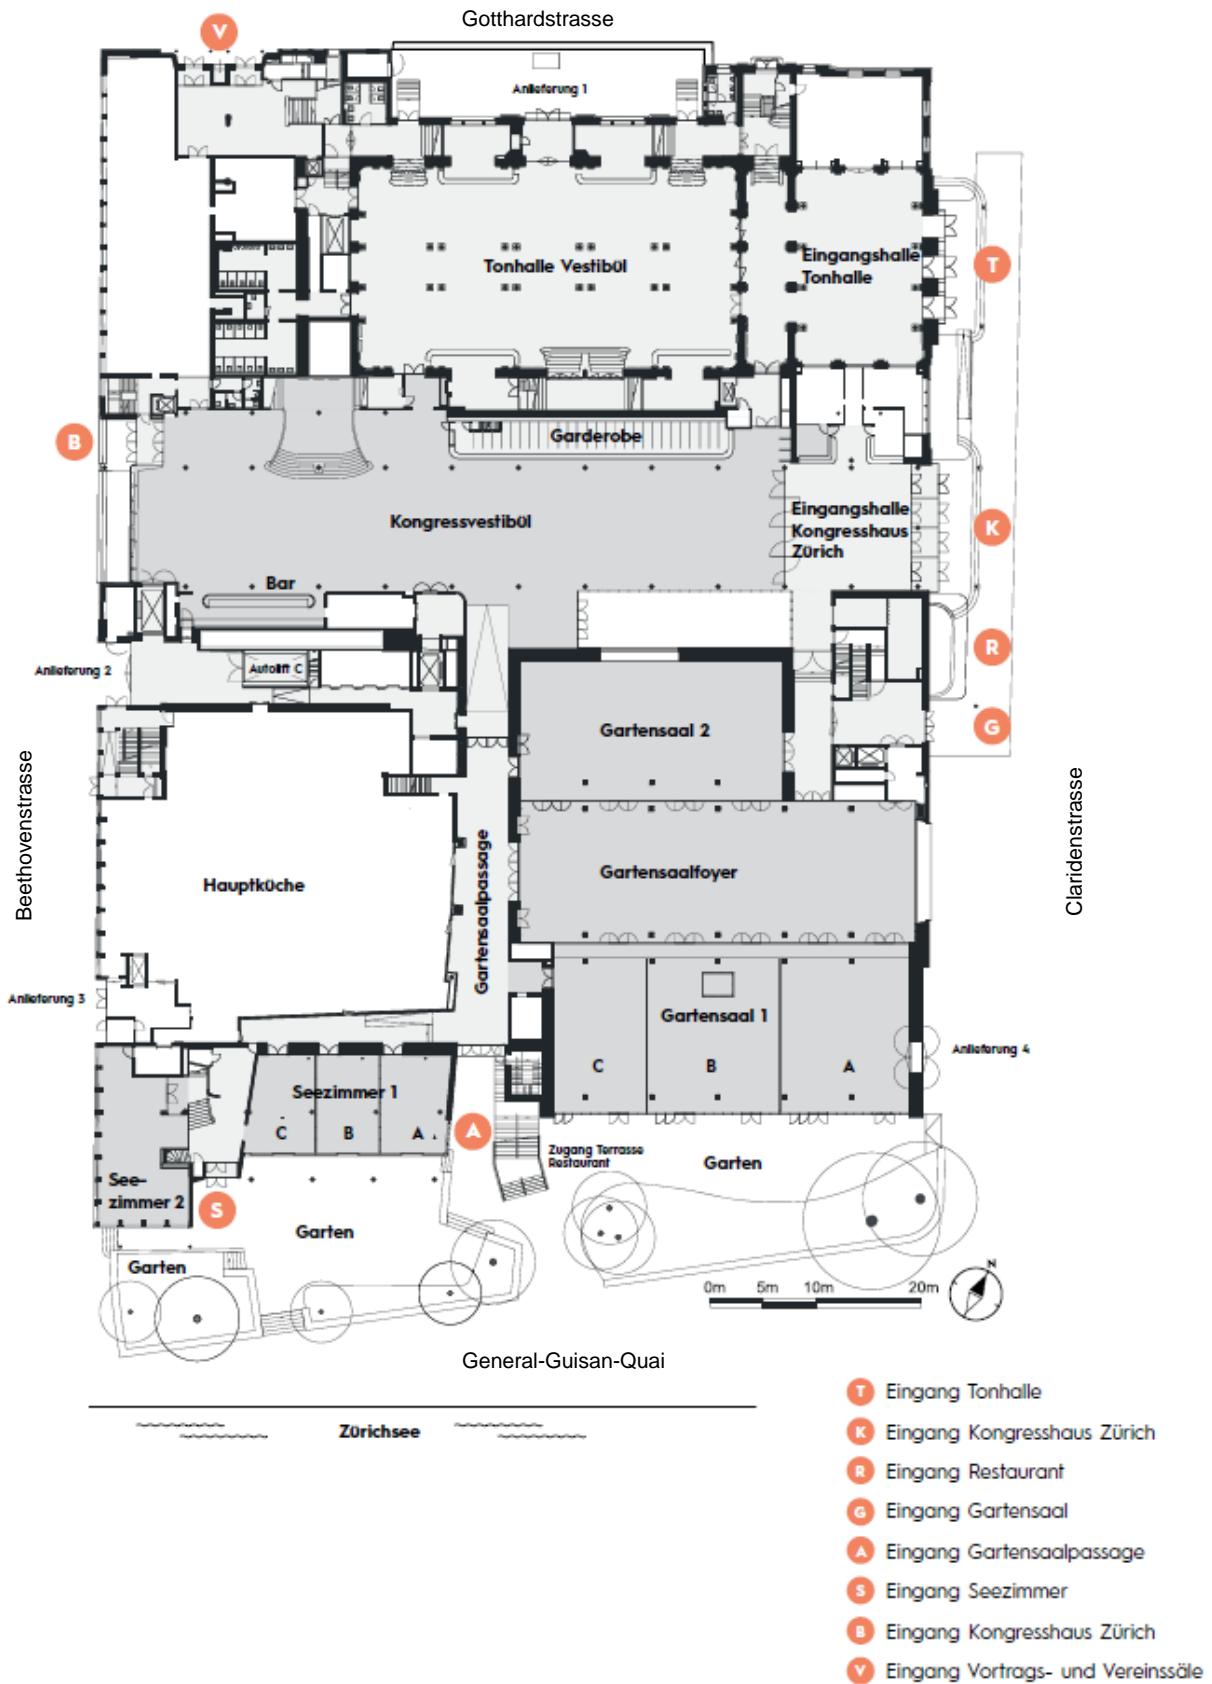 Gotthardstrasse
V
Anlieferung 1
Eingangshalle
Tonhalle
T
Tonhalle Vestibül
B
Garderobe
Kongressvestibül
Eingangshalle
Kongresshaus
Zürich
K
Bar
R
Anlieferung 2
Autolift C
G
Gartensaal 2
Beethovenstrasse
Claridenstrasse
Gartensaalpassage
Hauptküche
Gartensaalfoyer
Anlieferung 3
Gartensaal 1
C
B
A
Anlieferung 4
Seezimmer 1
C
B
A
A
Zugang Terrasse
Restaurant
Garten
See-
zimmer 2
S
Garten
Garten
0m 5m 10m 20m
N
General-Guisan-Quai
Zürichsee
T Eingang Tonhalle
K Eingang Kongresshaus Zürich
R Eingang Restaurant
G Eingang Gartensaal
A Eingang Gartensaalpassage
S Eingang Seezimmer
B Eingang Kongresshaus Zürich
V Eingang Vortrags- und Vereinssäle